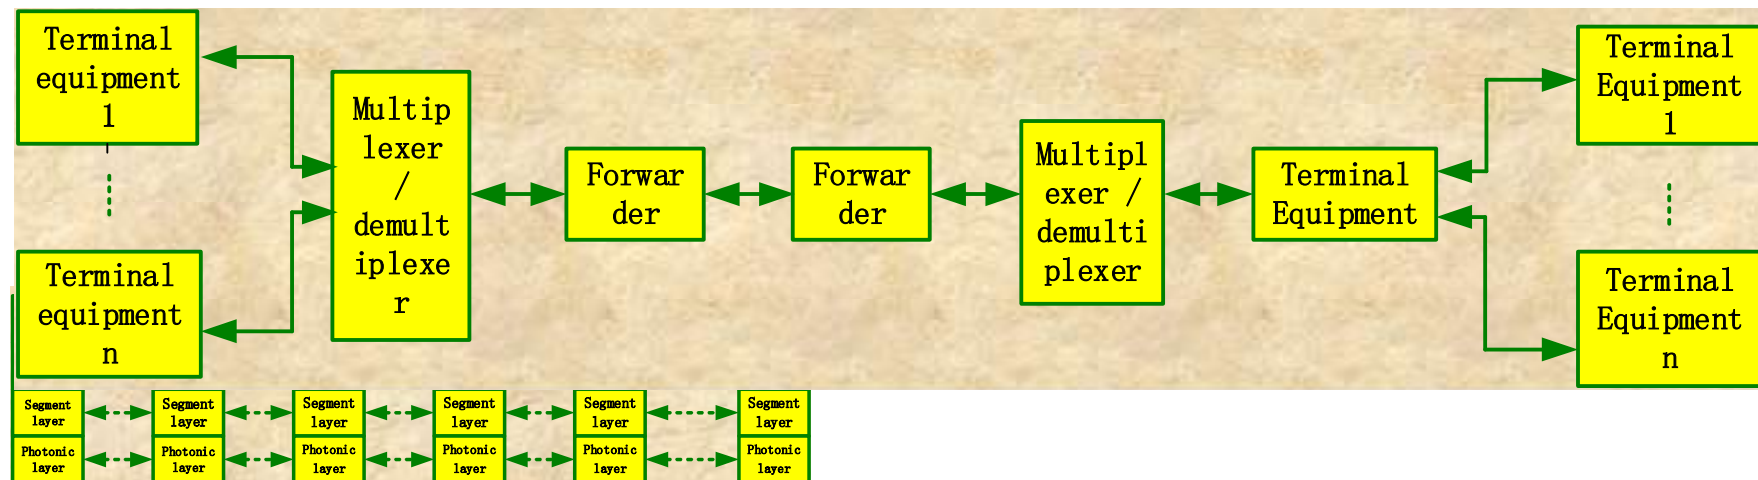 Terminal
equipment
1
Terminal
equipment
n
Multip
lexer
/
demult
iplexe
r
Forwar
der
Forwar
der
Multipl
exer /
demulti
plexer
Terminal
Equipment
Terminal
Equipment
1
Terminal
Equipment
n
Segment
layer
Segment
layer
Segment
layer
Segment
layer
Segment
layer
Segment
layer
Photonic
layer
Photonic
layer
Photonic
layer
Photonic
layer
Photonic
layer
Photonic
layer